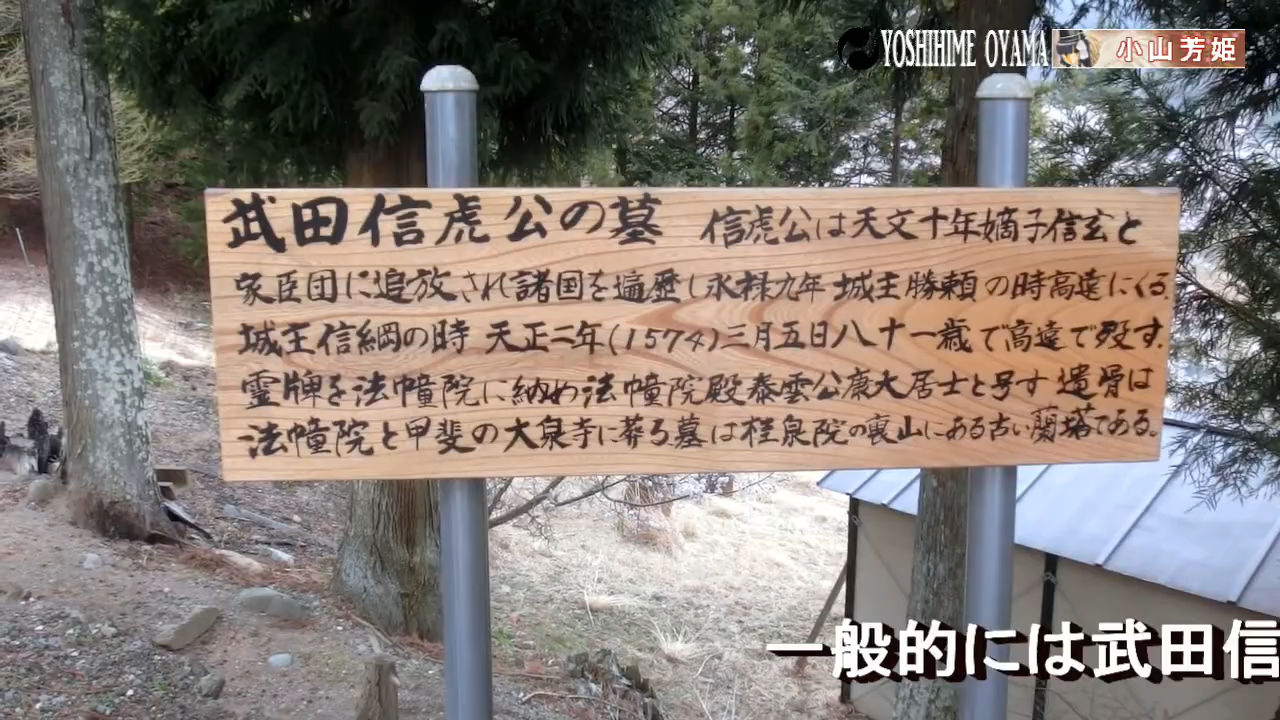 YOSHIHIME OYAMA 小山芳姫
武田信虎公の墓 信虎公は天文十年嫡子信玄と
家臣団に追放され諸国を遍歴し永禄九年 城主勝頼の時高遠にくる.
城主信綱の時 天正二年(1574)三月五日八十一歳で高遠で歿す.
霊牌を法幢院に納め法幢院殿泰雲公康大居士と号す 遺骨は
法幢院と甲斐の大泉寺に葬る墓は桂泉院の裏山にある古い蘭塔である.
一般的には武田信